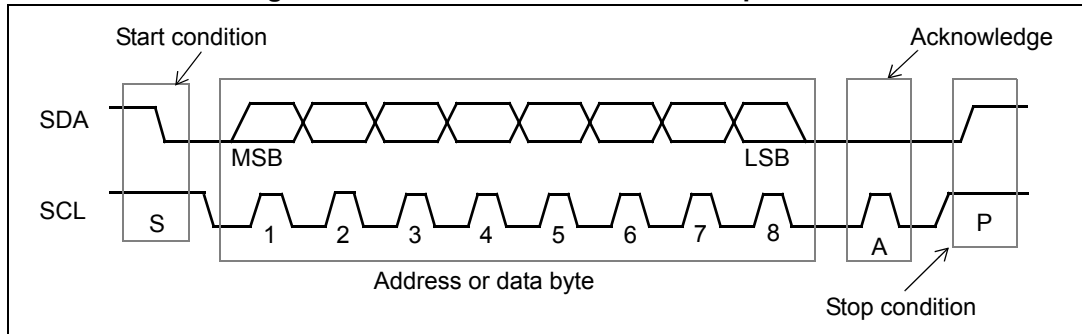 Start condition
Acknowledge
SDA
MSB
LSB
SCL
S
1 2 3 4 5 6 7 8
A
P
Address or data byte
Stop condition